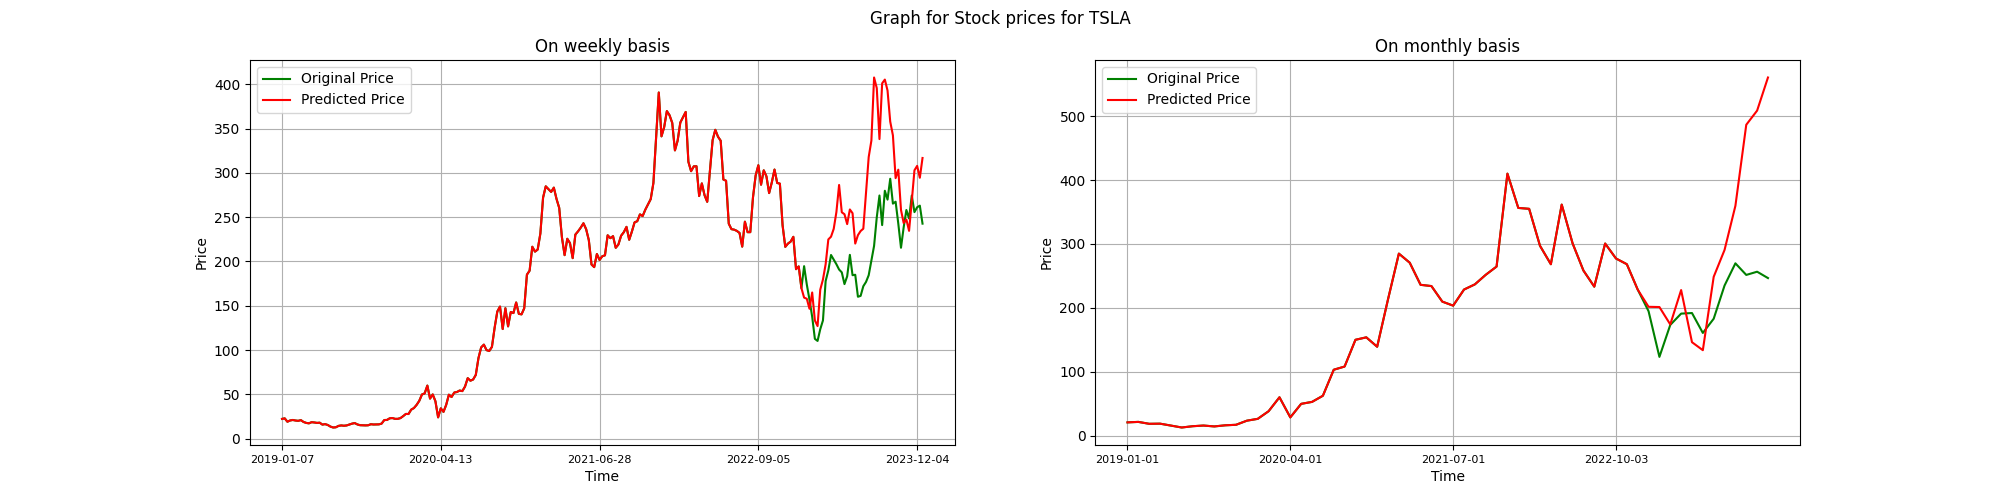 Graph for Stock prices for TSLA
On weekly basis
Original Price
Predicted Price
400
350
300
250
200
150
100
50
0
Price
2019-01-07
2020-04-13
2021-06-28
2022-09-05
2023-12-04
Time
On monthly basis
Original Price
Predicted Price
500
400
300
200
100
0
Price
2019-01-01
2020-04-01
2021-07-01
2022-10-03
Time